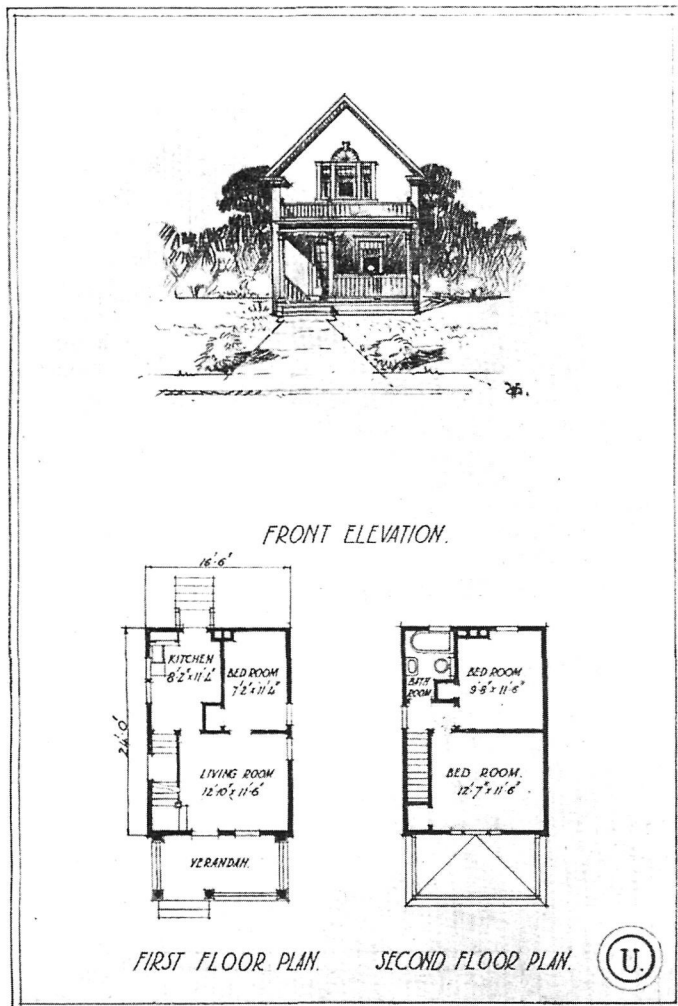 FRONT ELEVATION.
16'-6"
24'-0"
KITCHEN
8'-2" x 11'-4"
BED ROOM
7'-2" x 11'-4"
LIVING ROOM
12'-10" x 11'-6"
VERANDAH.
BATH
ROOM
BED ROOM
9'-8" x 11'-6"
BED ROOM.
12'-7" x 11'-6"
FIRST FLOOR PLAN.
SECOND FLOOR PLAN.
U.